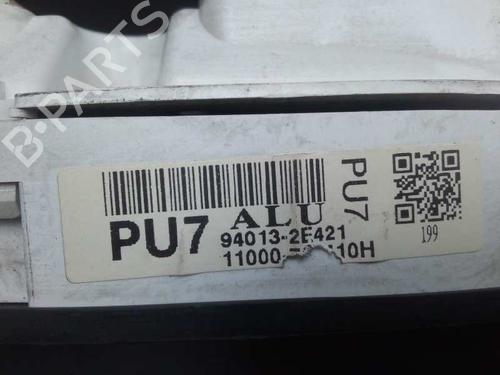 B-PARTS
PU7 ALU PU7
94013-2E421
11000 10H
199